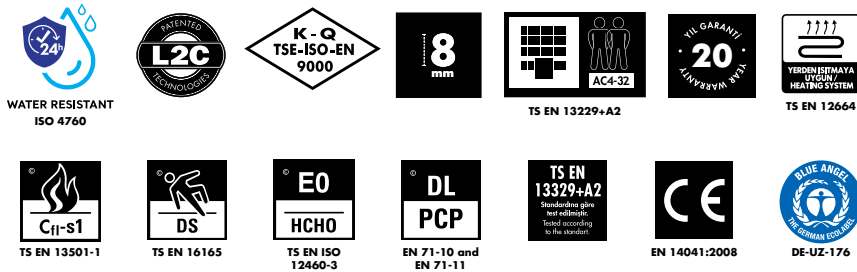 24h
WATER RESISTANT
ISO 4760
PATENTED
L2C
TECHNOLOGIES
K - Q
TSE-ISO-EN
9000
8
mm
AC4-32
TS EN 13229+A2
YIL GARANTİ
20
YEAR WARRANTY
YERDEN ISITMAYA
UYGUN /
HEATING SYSTEM
TS EN 12664
©
Cfl-s1
TS EN 13501-1
©
DS
TS EN 16165
©
E0
HCHO
TS EN ISO
12460-3
©
DL
PCP
EN 71-10 and
EN 71-11
TS EN
13329+A2
Standardına göre
test edilmiştir.
Tested according
to the standart.
CE
EN 14041:2008
BLUE ANGEL
THE GERMAN ECOLABEL
DE-UZ-176